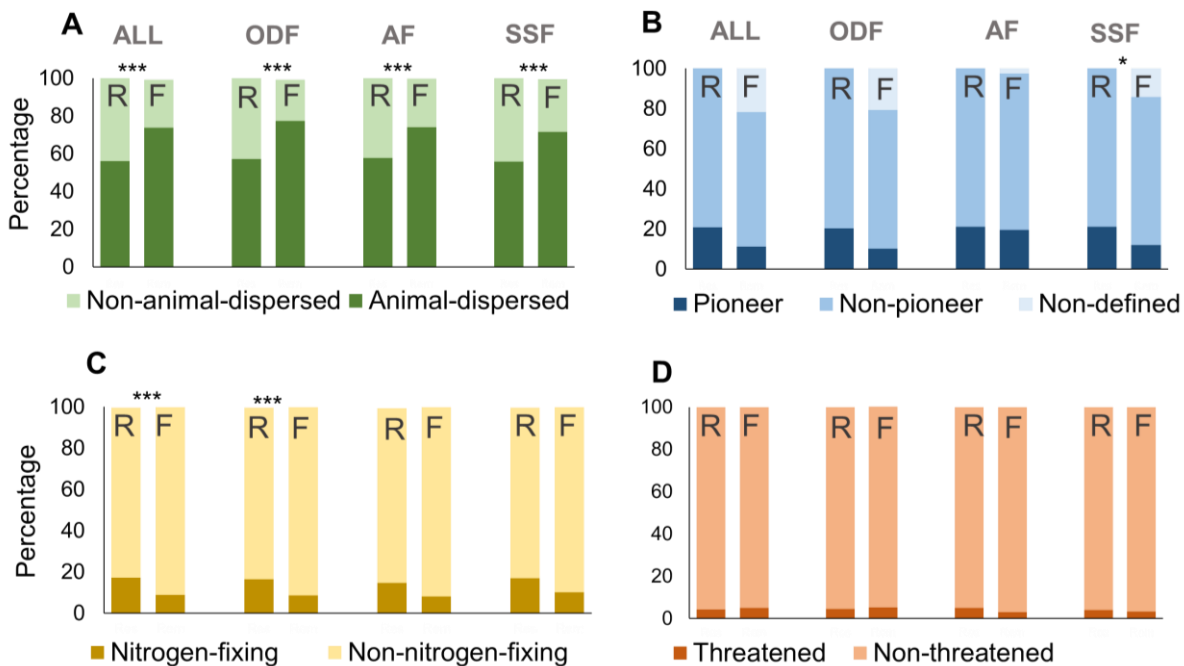 A
ALL ODF AF SSF
*** *** *** ***
100
80
60
40
20
0
Percentage
R F R F R F R F
Non-animal-dispersed Animal-dispersed
B
ALL ODF AF SSF
*
100
80
60
40
20
0
R F R F R F R F
Pioneer Non-pioneer Non-defined
C
*** ***
100
80
60
40
20
0
Percentage
R F R F R F R F
Nitrogen-fixing Non-nitrogen-fixing
D
100
80
60
40
20
0
R F R F R F R F
Threatened Non-threatened